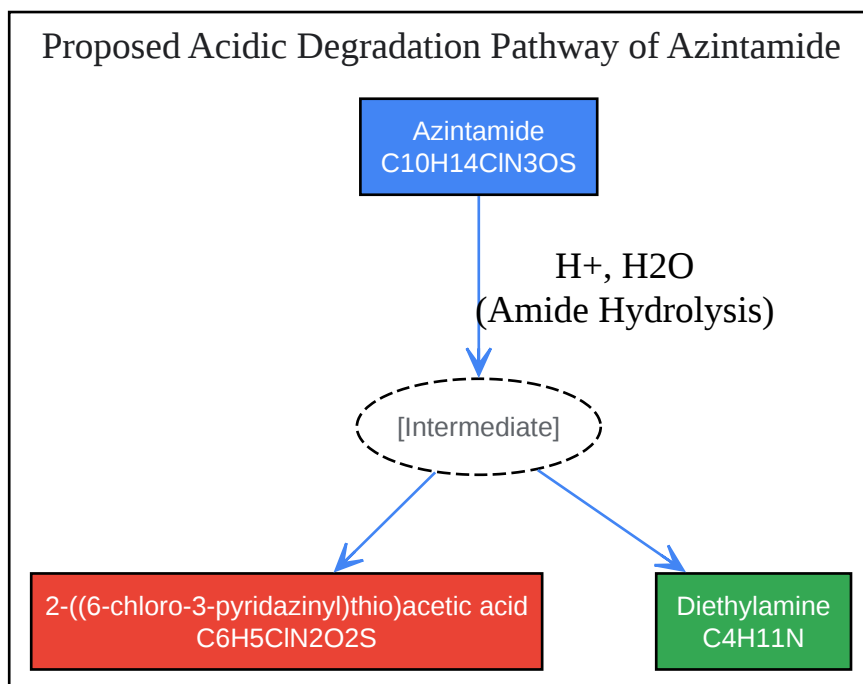 Proposed Acidic Degradation Pathway of Azintamide
Azintamide
C10H14ClN3OS
H+, H2O
(Amide Hydrolysis)
[Intermediate]
2-((6-chloro-3-pyridazinyl)thio)acetic acid
C6H5ClN2O2S
Diethylamine
C4H11N